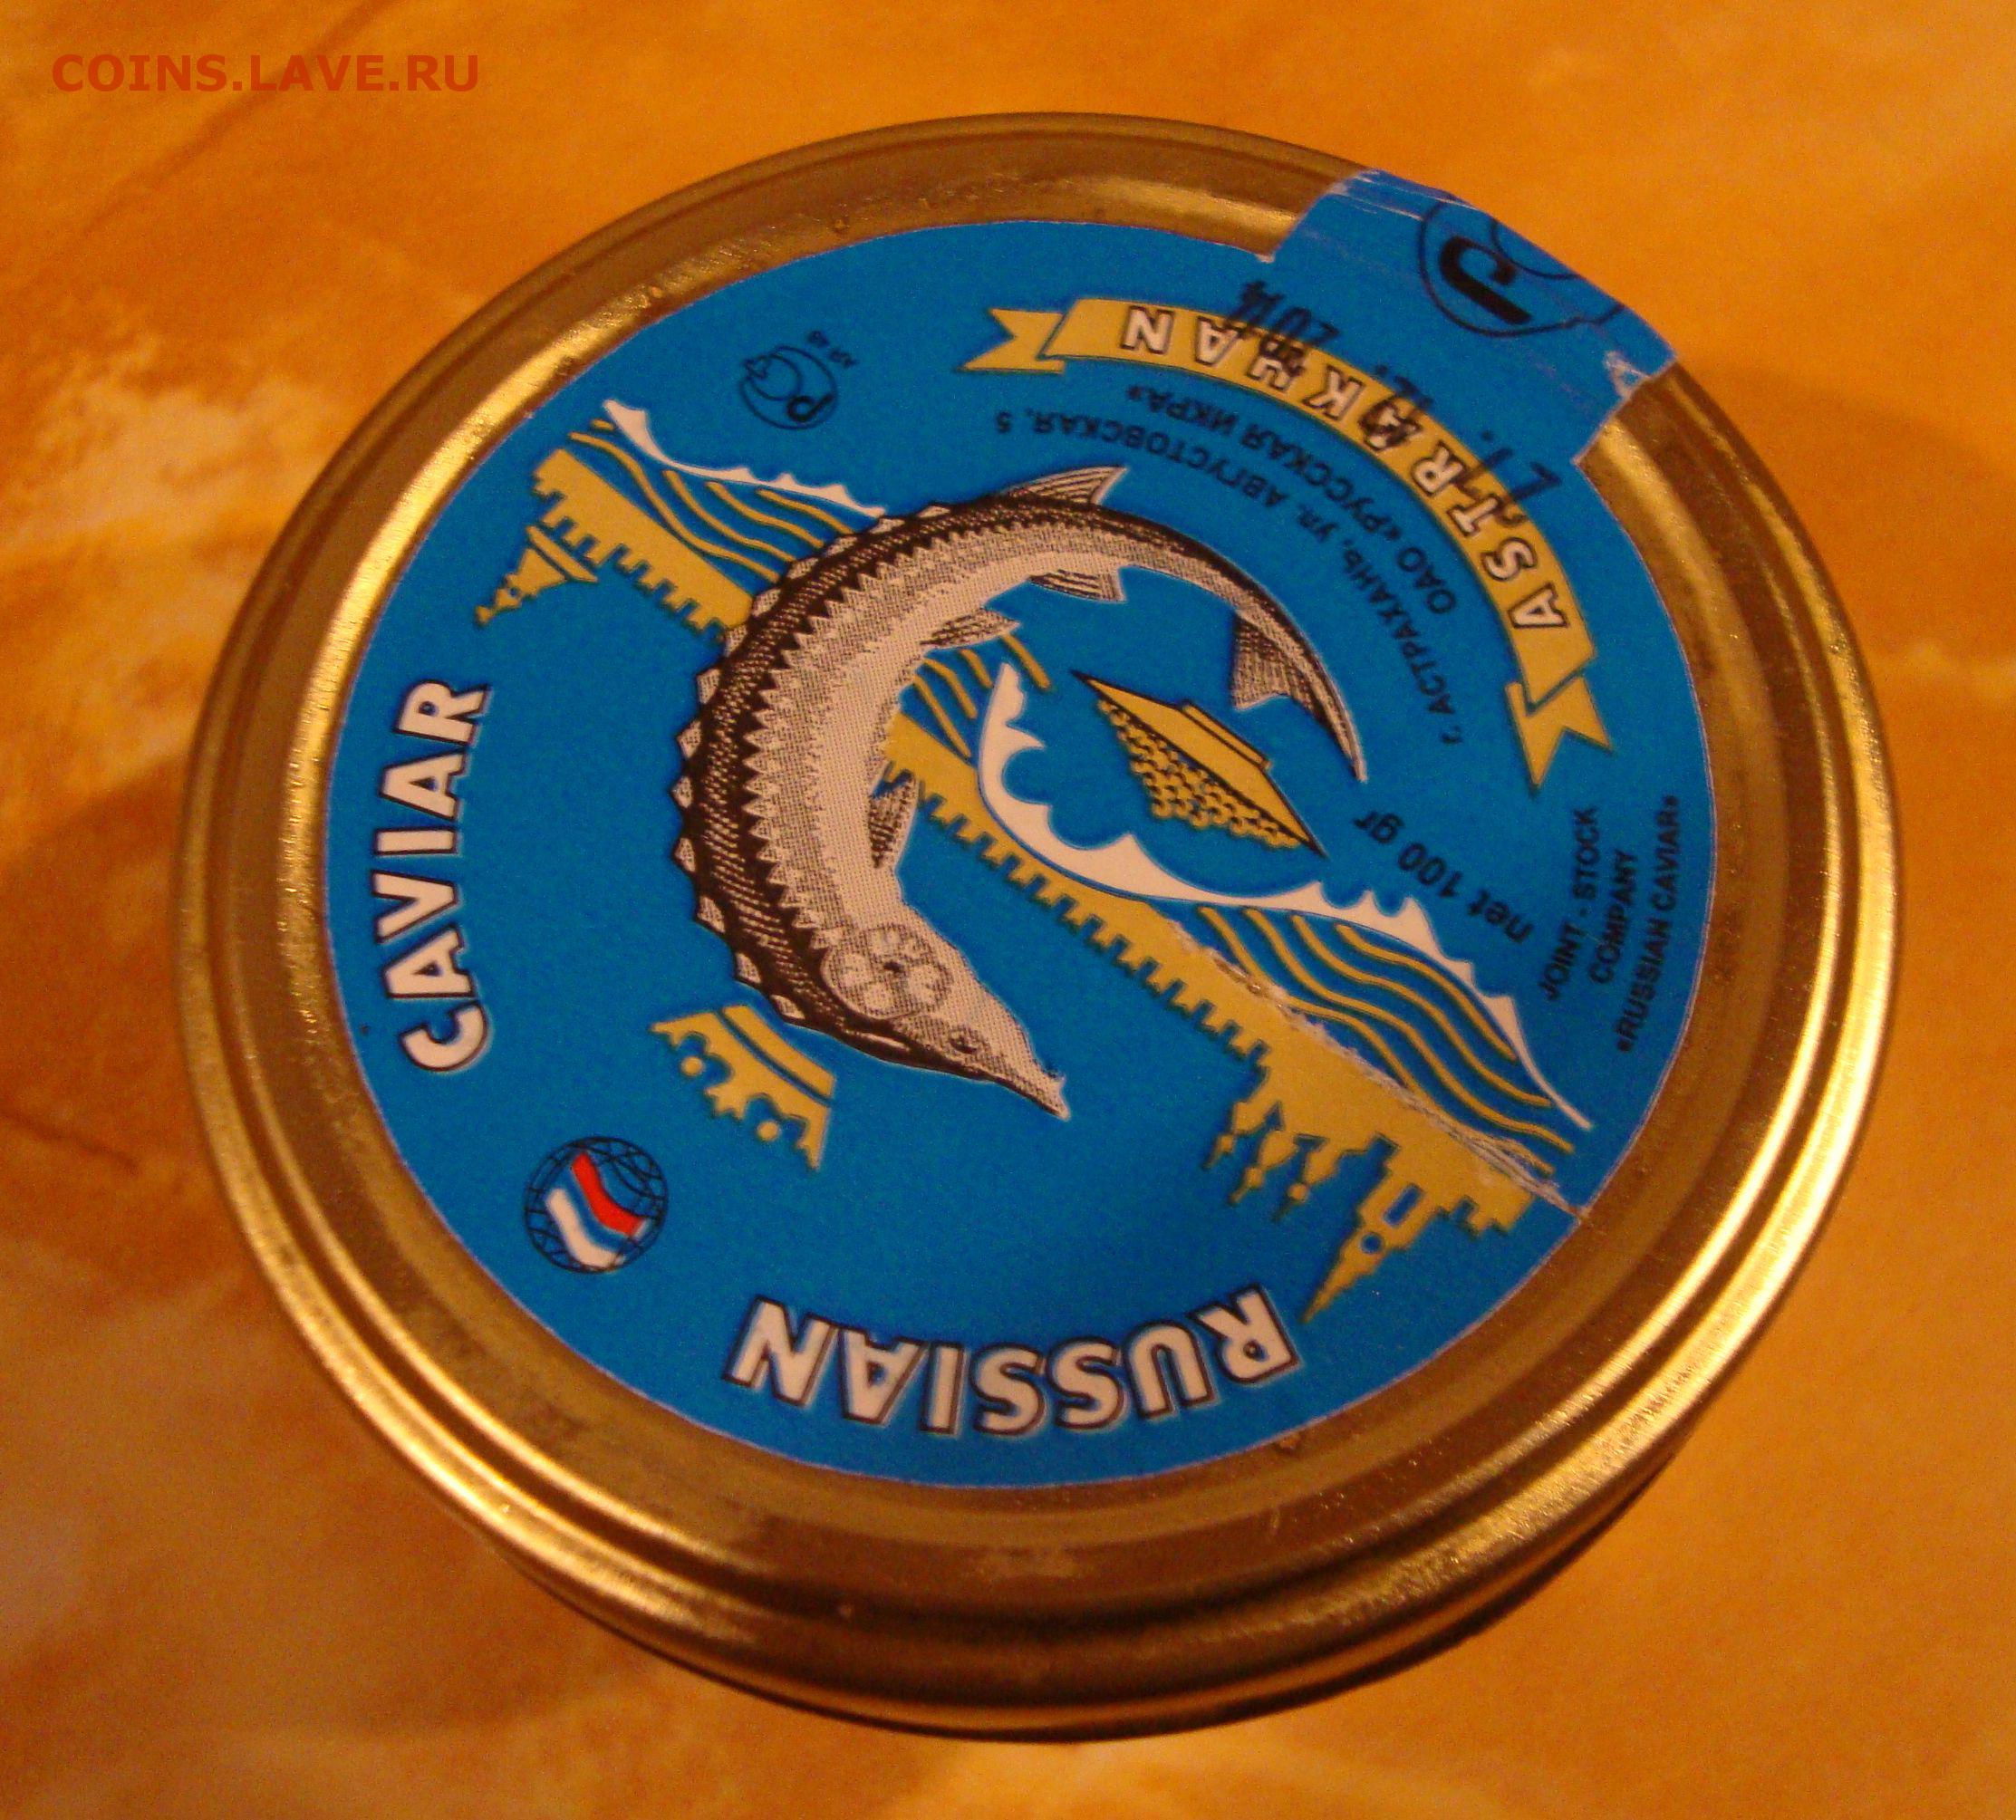 COINS.LAVE.RU
RUSSIAN
CAVIAR
JOINT - STOCK
COMPANY
«RUSSIAN CAVIAR»
net 100 gr
г. АСТРАХАНЬ, ул. АВГУСТОВСКАЯ, 5
ОАО «РУССКАЯ ИКРА»
ASTRAKHAN
2014